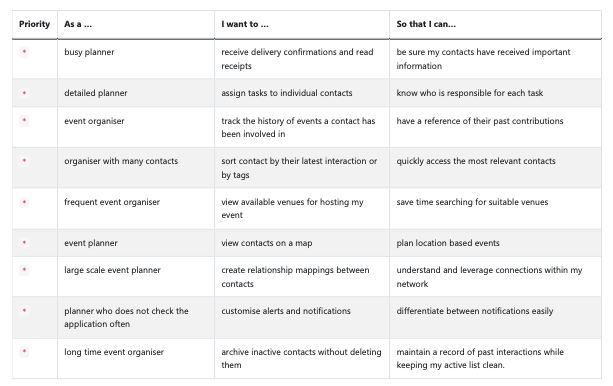 Priority As a ... I want to ... So that I can...
* busy planner receive delivery confirmations and read be sure my contacts have received important
receipts information
* detailed planner assign tasks to individual contacts know who is responsible for each task
* event organiser track the history of events a contact has have a reference of their past contributions
been involved in
* organiser with many contacts sort contact by their latest interaction or quickly access the most relevant contacts
by tags
* frequent event organiser view available venues for hosting my save time searching for suitable venues
event
* event planner view contacts on a map plan location based events
* large scale event planner create relationship mappings between understand and leverage connections within my
contacts network
* planner who does not check the customise alerts and notifications differentiate between notifications easily
application often
* long time event organiser archive inactive contacts without deleting maintain a record of past interactions while
them keeping my active list clean.